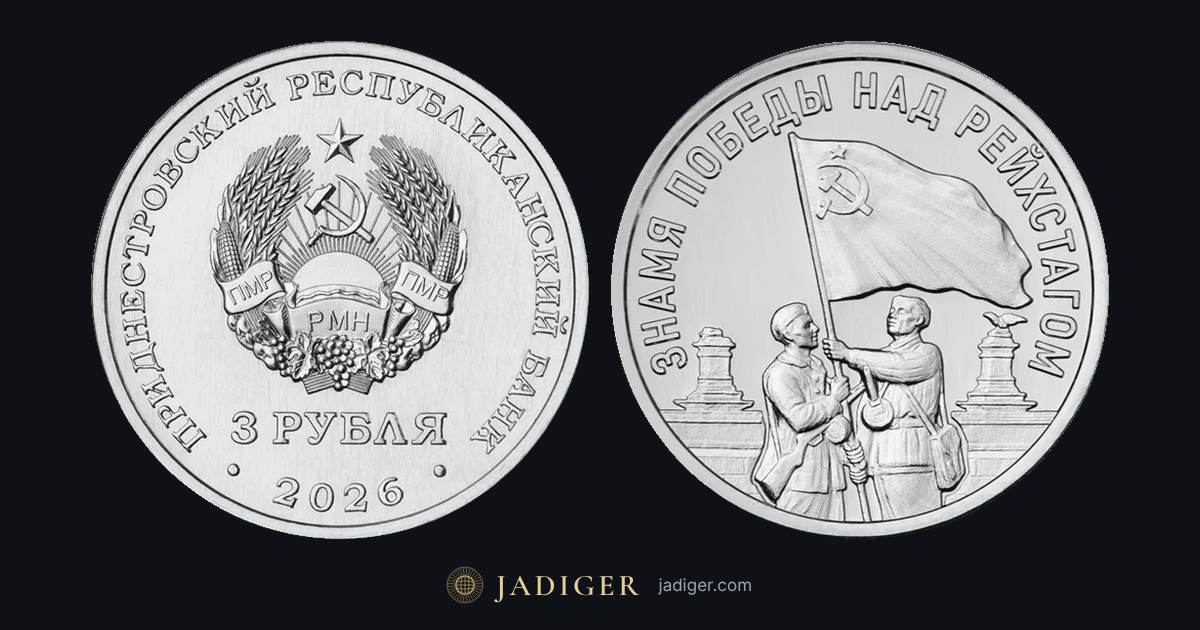 ПРИДНЕСТРОВСКИЙ РЕСПУБЛИКАНСКИЙ БАНК
ПМР
ПМР
РМН
3 РУБЛЯ
2026
ЗНАМЯ ПОБЕДЫ НАД РЕЙХСТАГОМ
JADIGER
jadiger.com